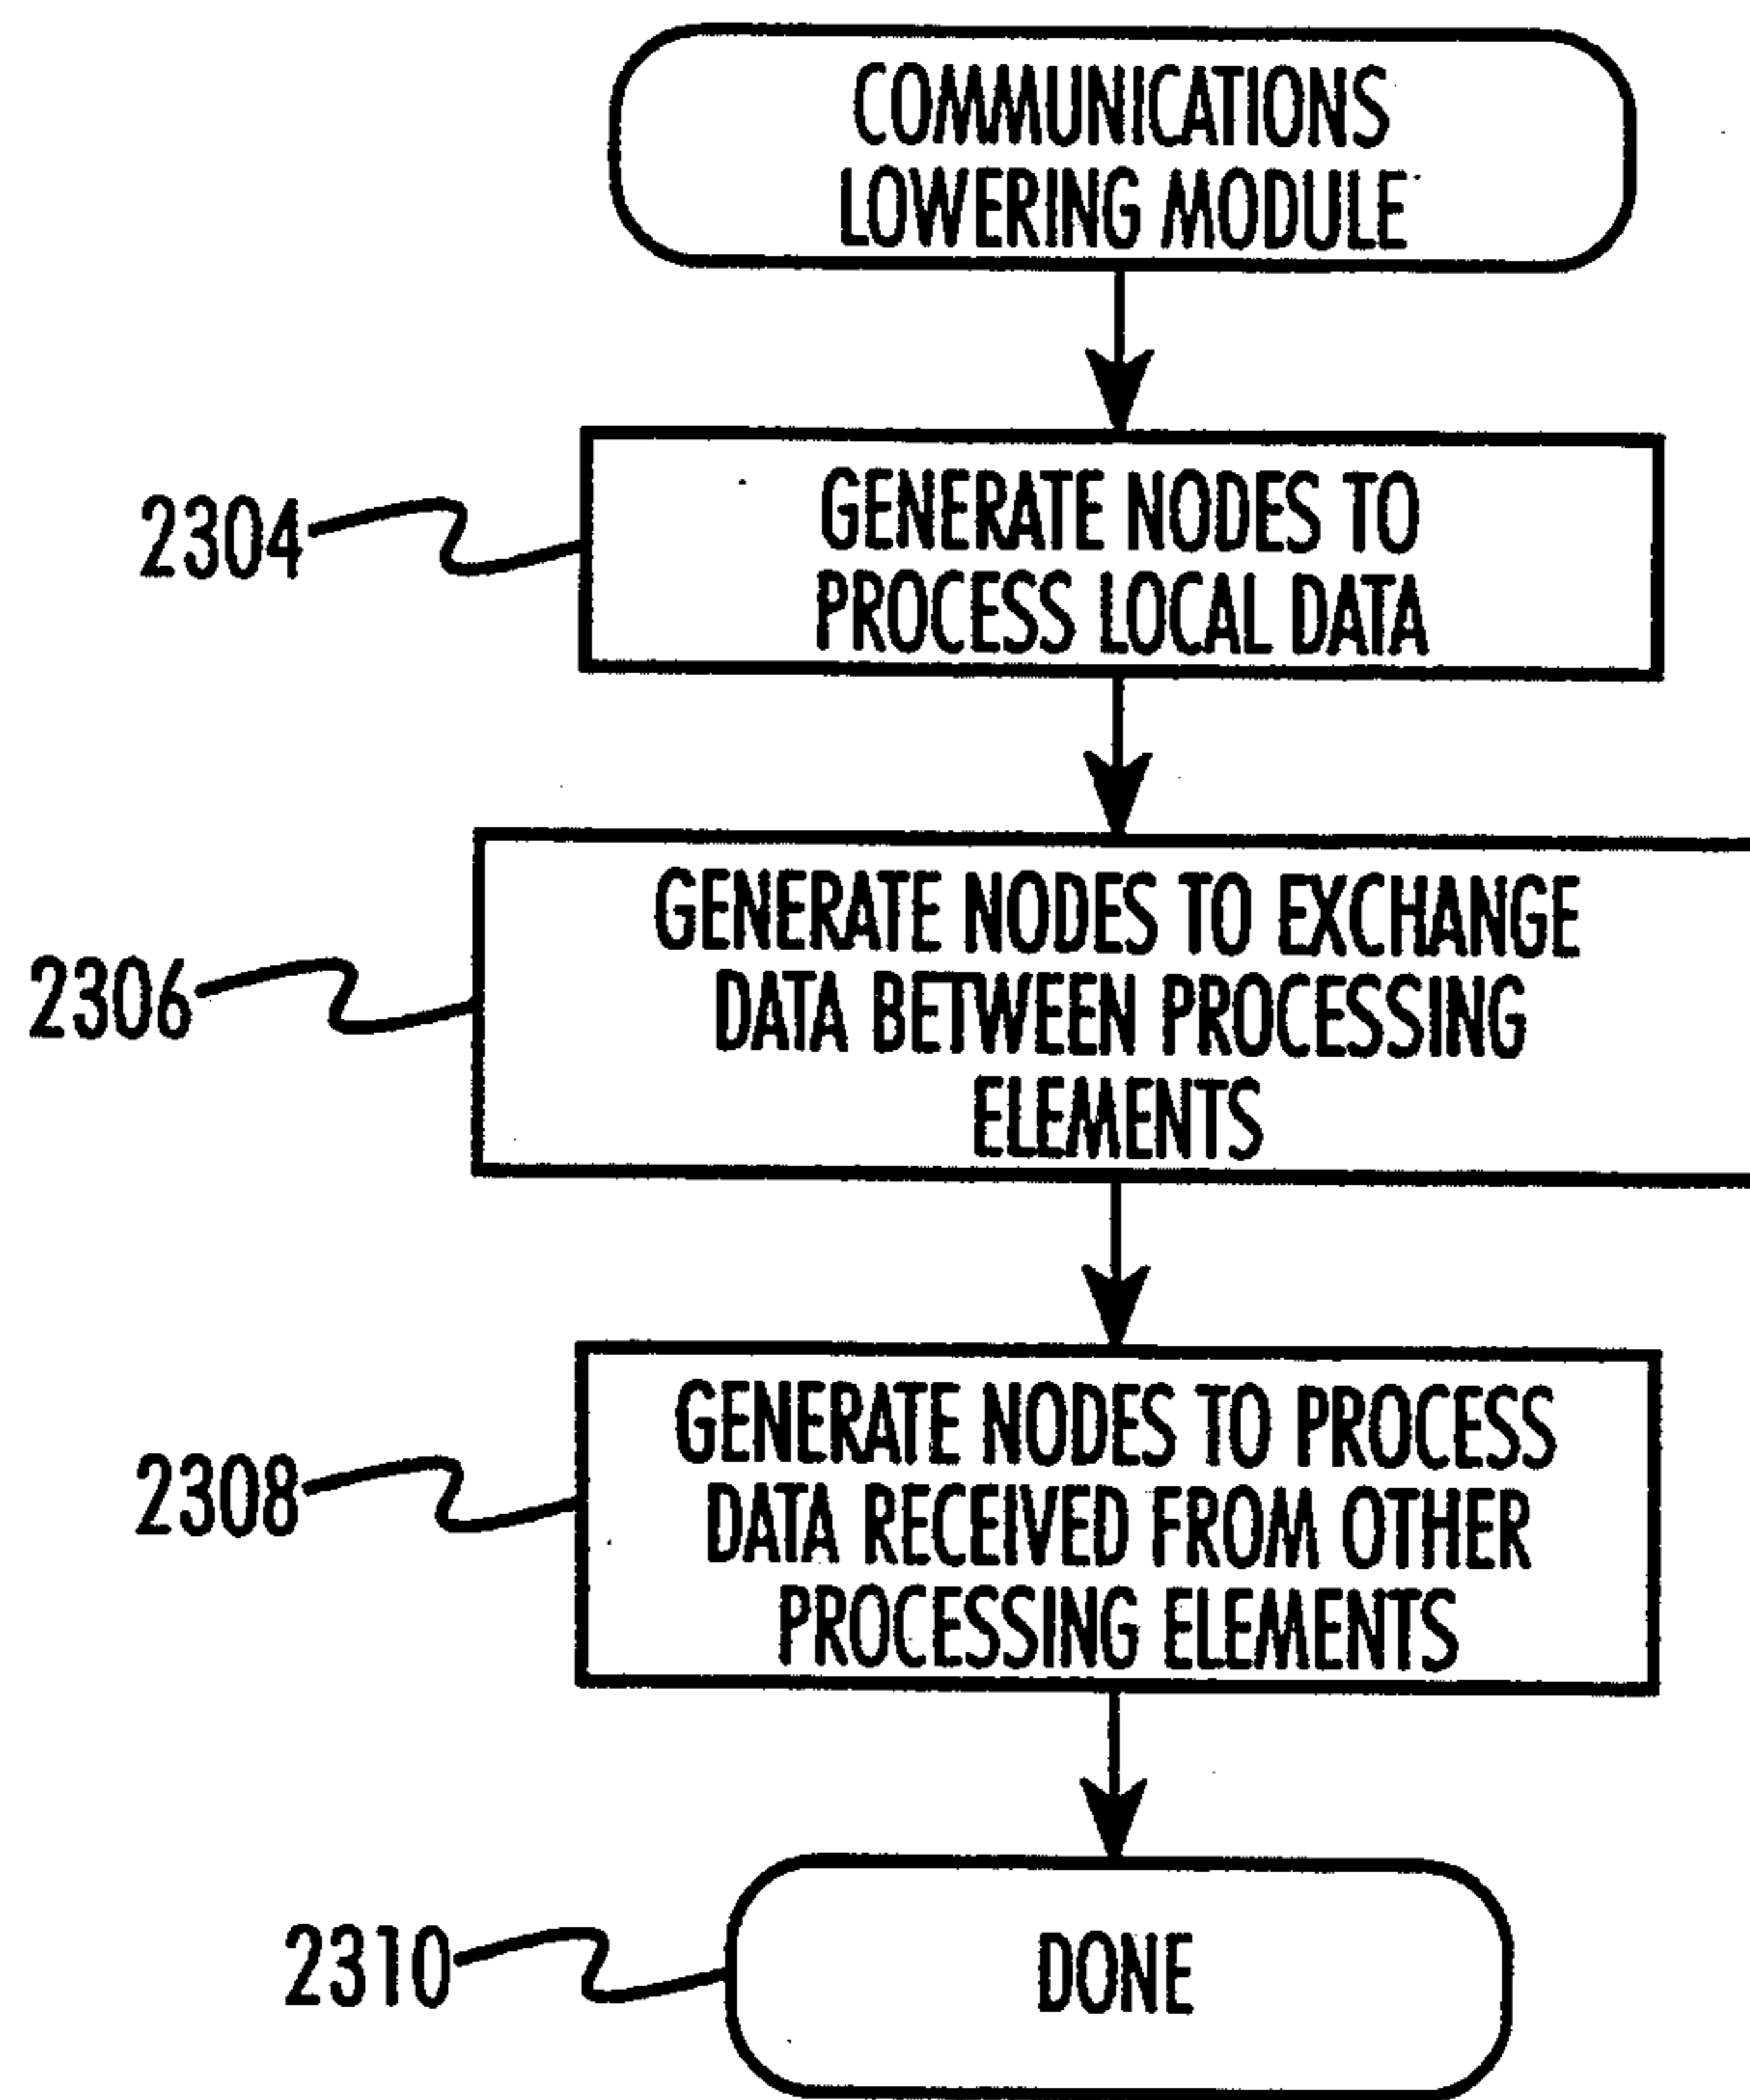 COMMUNICATIONS
LOWERING MODULE
2304
GENERATE NODES TO
PROCESS LOCAL DATA
2306
GENERATE NODES TO EXCHANGE
DATA BETWEEN PROCESSING
ELEMENTS
2308
GENERATE NODES TO PROCESS
DATA RECEIVED FROM OTHER
PROCESSING ELEMENTS
2310
DONE